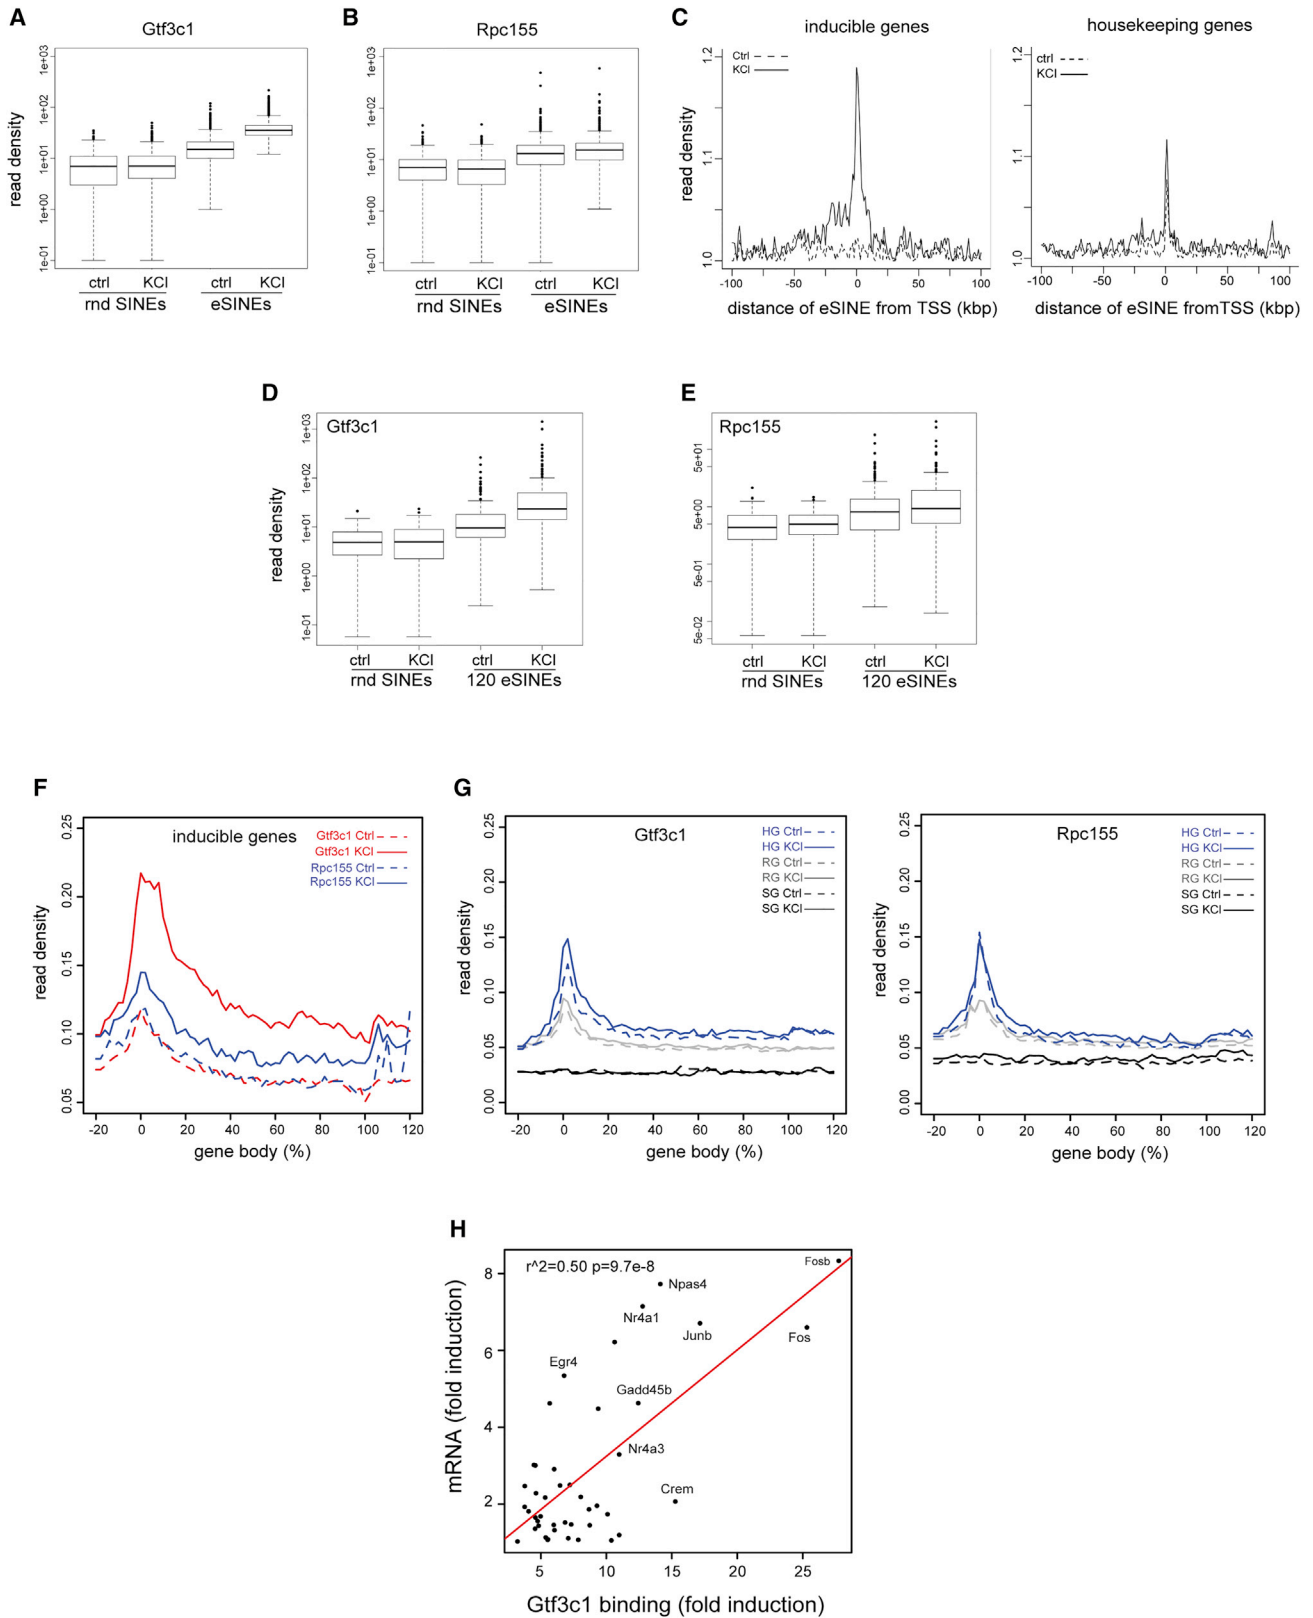 A
Gtf3c1
read density
1e+03
1e+02
1e+01
1e+00
1e-01
ctrl KCl ctrl KCl
rnd SINEs eSINEs
B
Rpc155
1e+03
1e+02
1e+01
1e+00
1e-01
ctrl KCl ctrl KCl
rnd SINEs eSINEs
C
inducible genes
Ctrl
KCl
read density
1.2
1.1
1.0
-100 -50 0 50 100
distance of eSINE from TSS (kbp)
housekeeping genes
ctrl
KCl
1.2
1.1
1.0
-100 -50 0 50 100
distance of eSINE fromTSS (kbp)
D
Gtf3c1
read density
1e+03
1e+02
1e+01
1e+00
1e-01
ctrl KCl ctrl KCl
rnd SINEs 120 eSINEs
E
Rpc155
5e+01
5e+00
5e-01
5e-02
ctrl KCl ctrl KCl
rnd SINEs 120 eSINEs
F
inducible genes
Gtf3c1 Ctrl
Gtf3c1 KCl
Rpc155 Ctrl
Rpc155 KCl
read density
0.25
0.20
0.15
0.10
0.05
-20 0 20 40 60 80 100 120
gene body (%)
G
Gtf3c1
HG Ctrl
HG KCl
RG Ctrl
RG KCl
SG Ctrl
SG KCl
read density
0.25
0.20
0.15
0.10
0.05
0.00
-20 0 20 40 60 80 100 120
gene body (%)
Rpc155
HG Ctrl
HG KCl
RG Ctrl
RG KCl
SG Ctrl
SG KCl
read density
0.25
0.20
0.15
0.10
0.05
0.00
-20 0 20 40 60 80 100 120
gene body (%)
H
r^2=0.50 p=9.7e-8
Fosb
Npas4
Nr4a1
Junb
Fos
Egr4
Gadd45b
Nr4a3
Crem
mRNA (fold induction)
8
6
4
2
5 10 15 20 25
Gtf3c1 binding (fold induction)